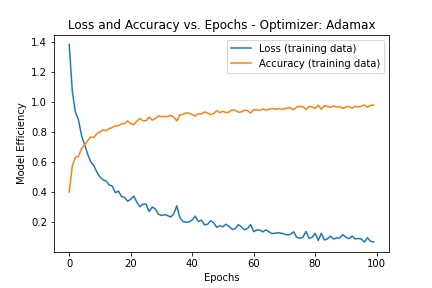 Loss and Accuracy vs. Epochs - Optimizer: Adamax
1.4
1.2
1.0
0.8
0.6
0.4
0.2
Model Efficiency
Loss (training data)
Accuracy (training data)
0 20 40 60 80 100
Epochs